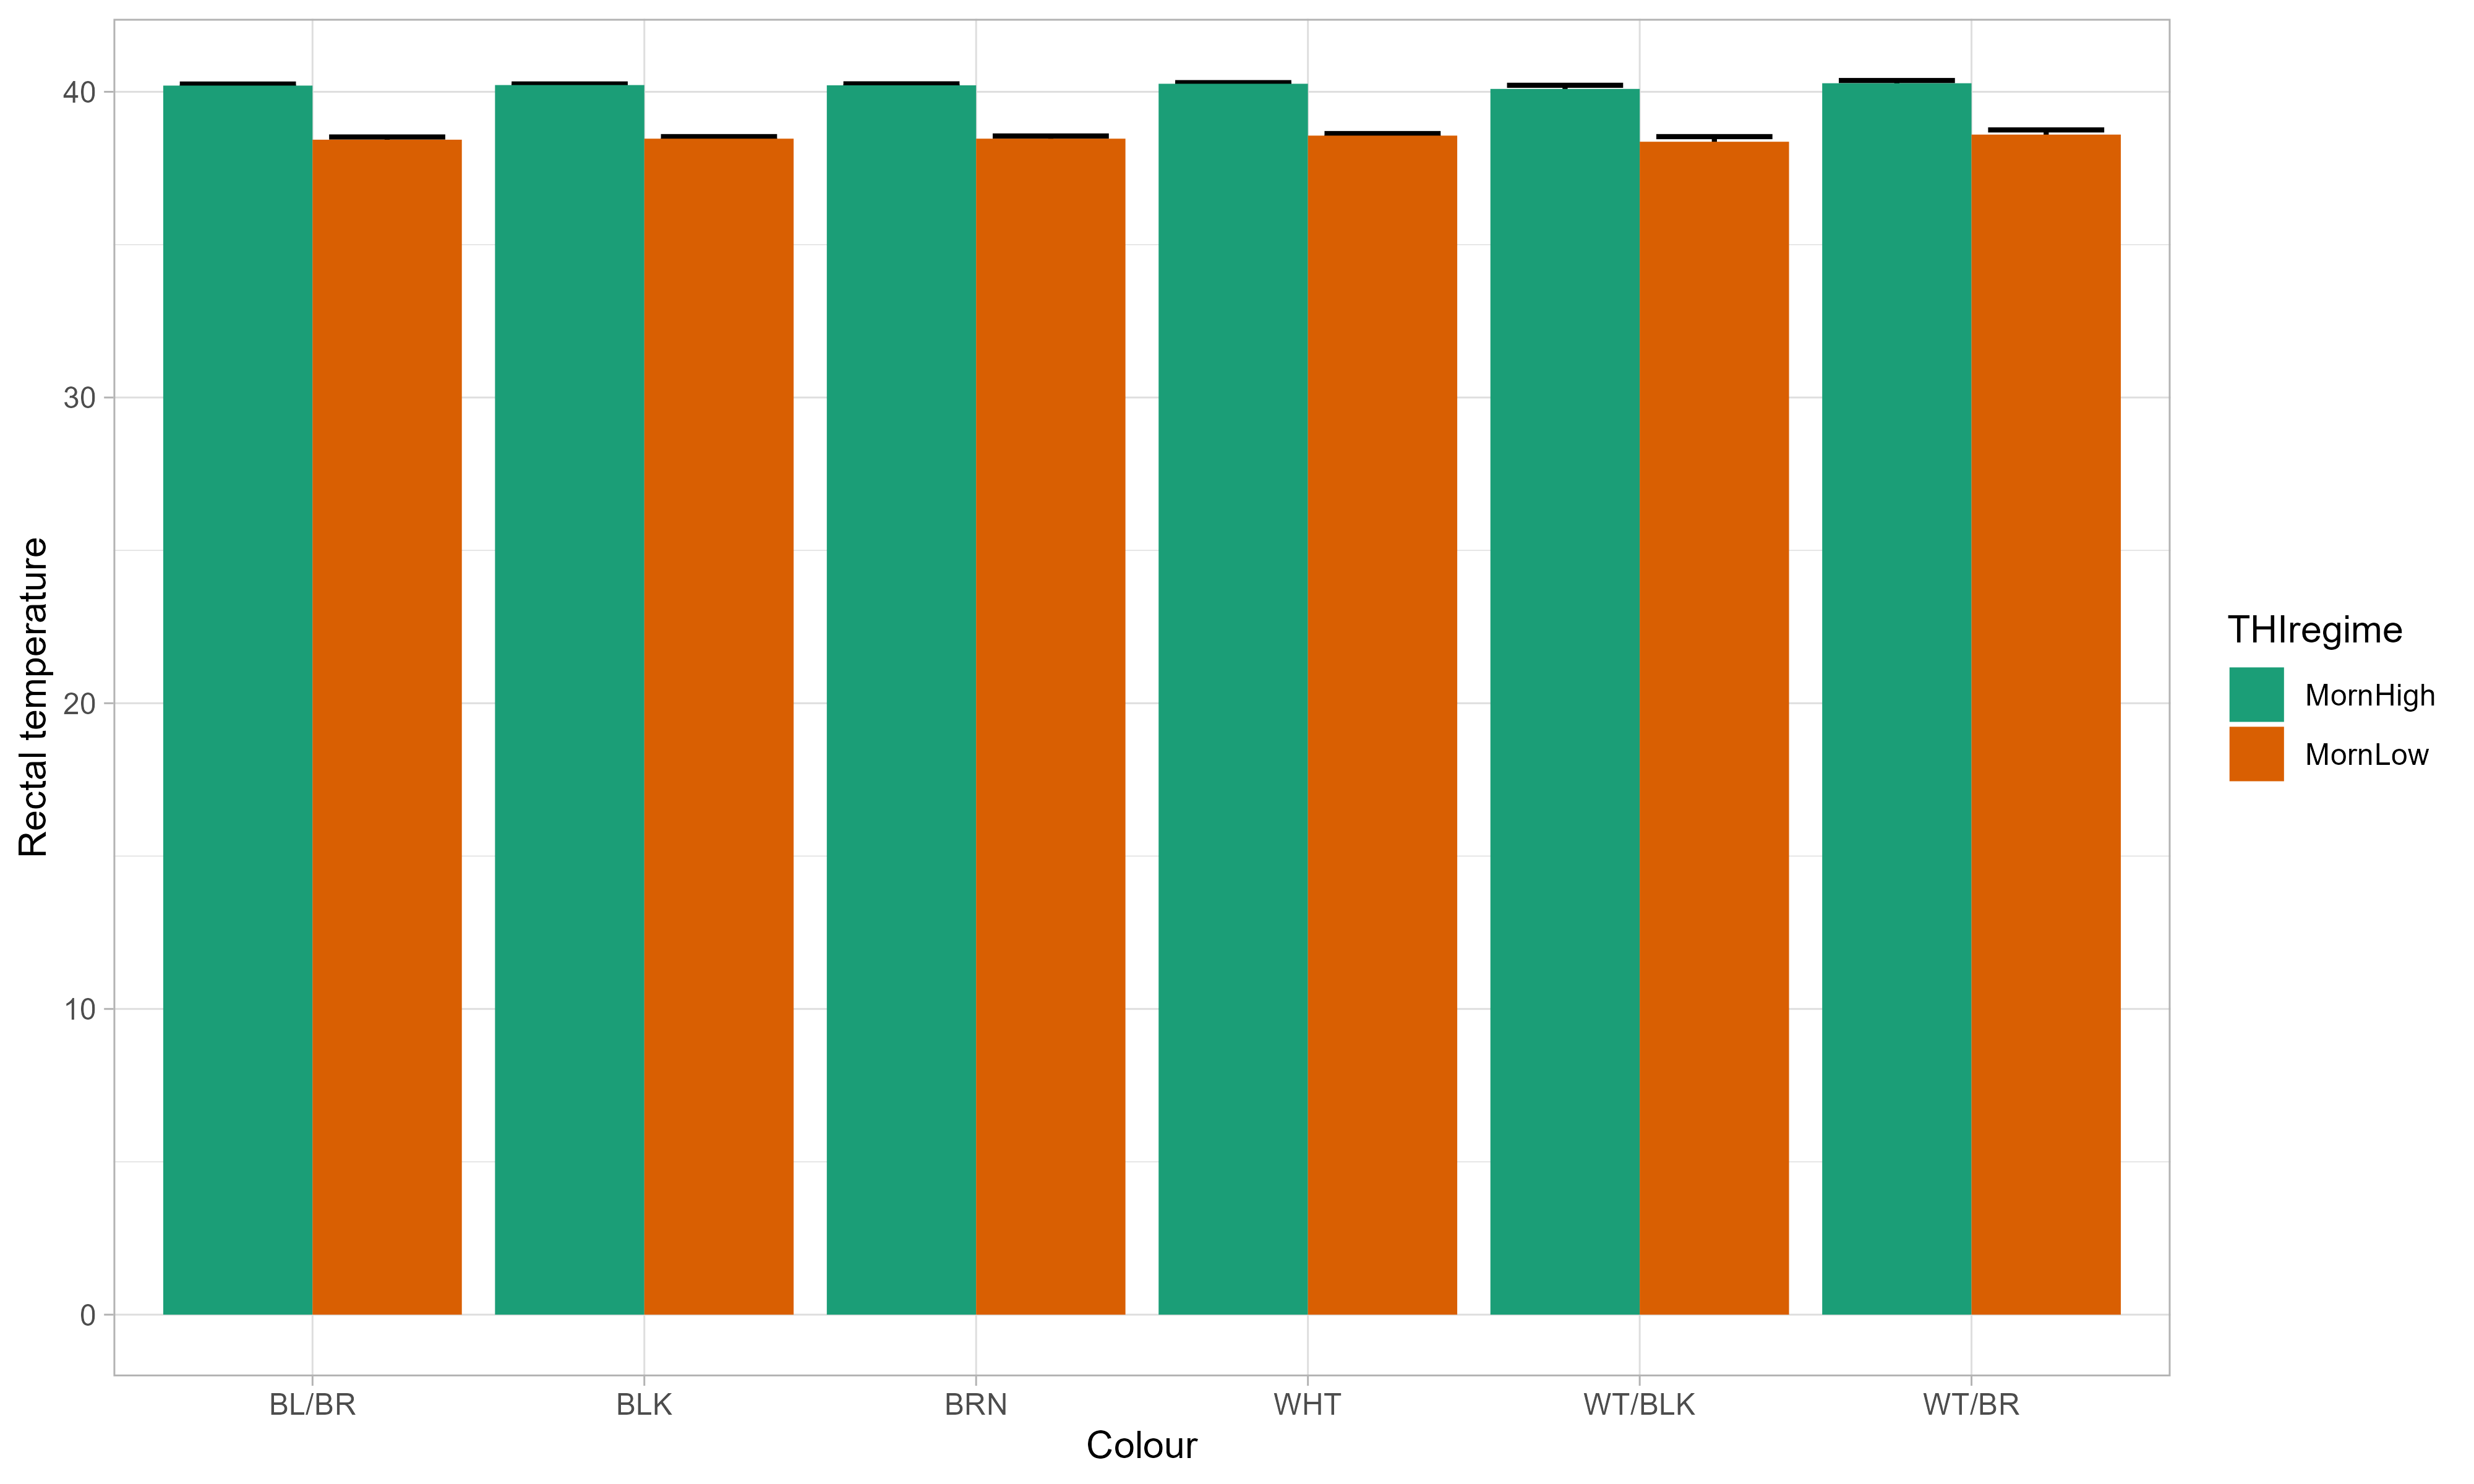 Rectal temperature
40
30
20
10
0
BL/BR BLK BRN WHT WT/BLK WT/BR
Colour
THIregime
MornHigh
MornLow